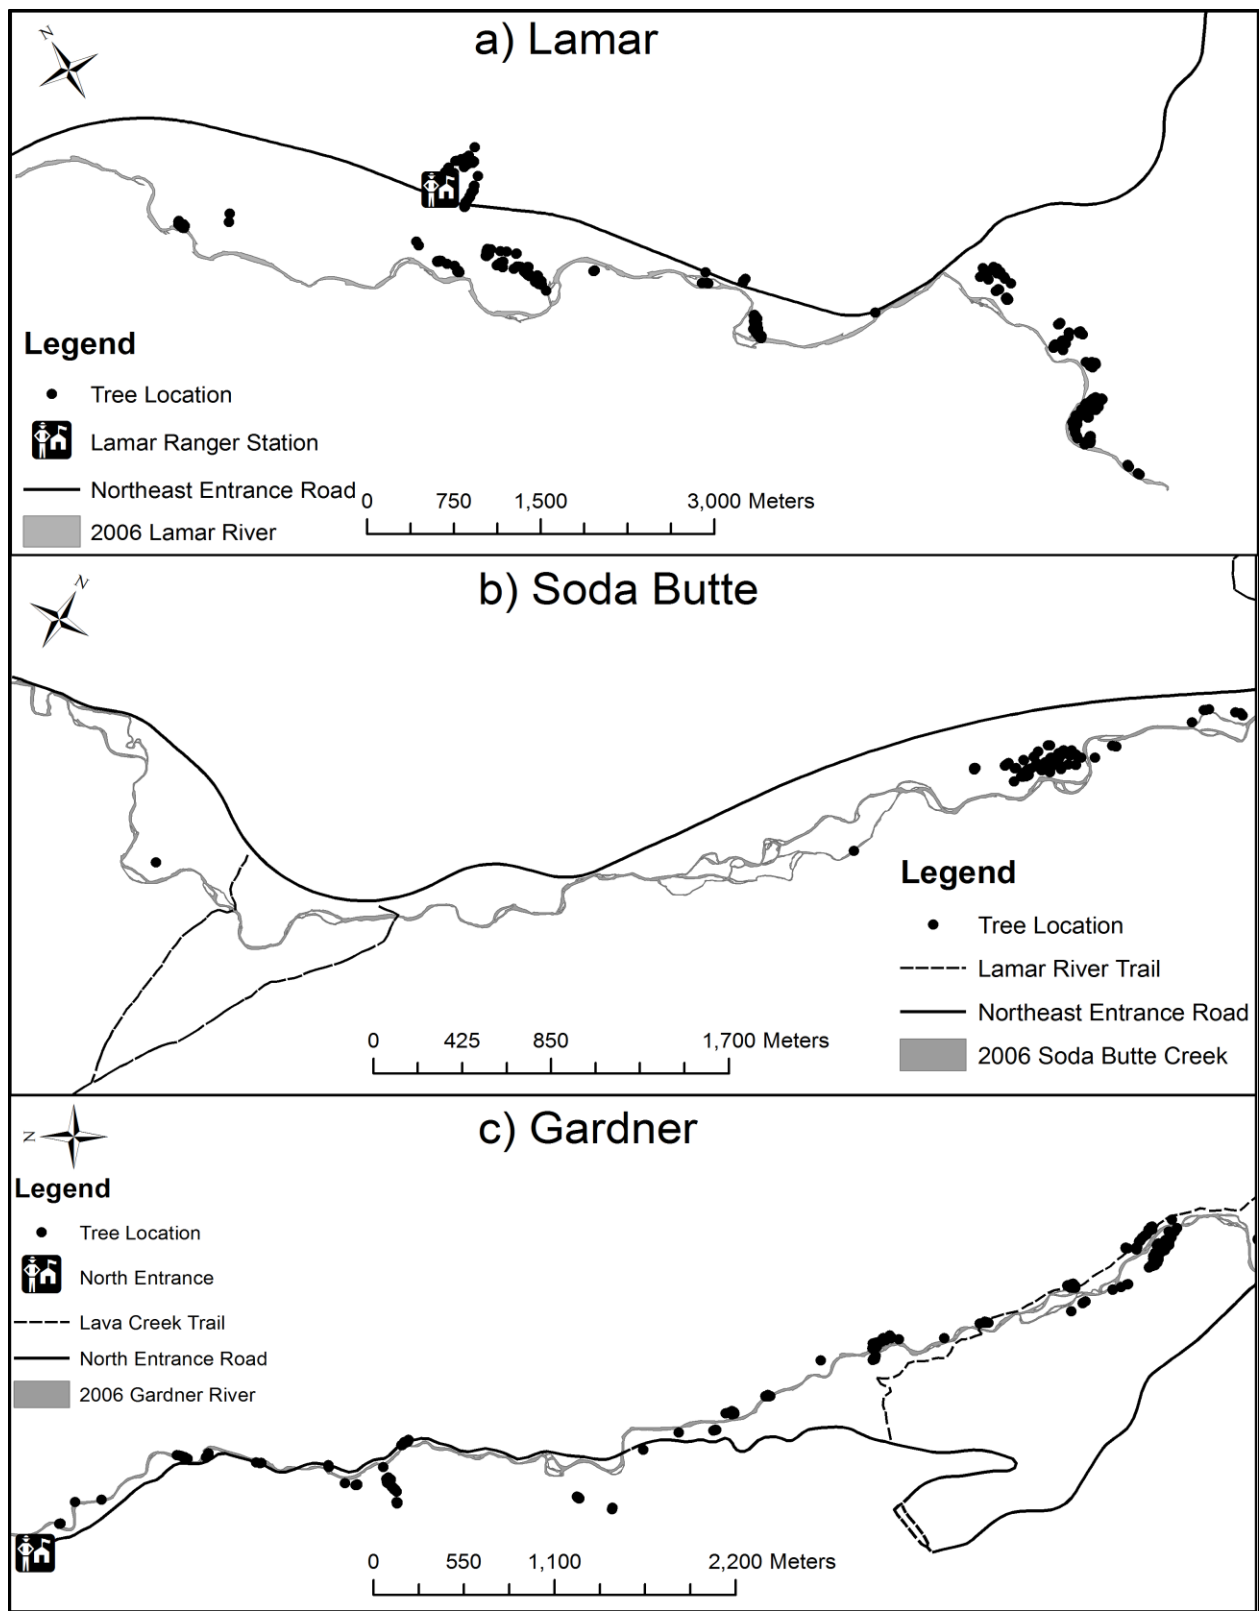 N
a) Lamar
Legend
Tree Location
Lamar Ranger Station
Northeast Entrance Road
2006 Lamar River
0 750 1,500 3,000 Meters
N
b) Soda Butte
Legend
Tree Location
Lamar River Trail
Northeast Entrance Road
2006 Soda Butte Creek
0 425 850 1,700 Meters
N
c) Gardner
Legend
Tree Location
North Entrance
Lava Creek Trail
North Entrance Road
2006 Gardner River
0 550 1,100 2,200 Meters